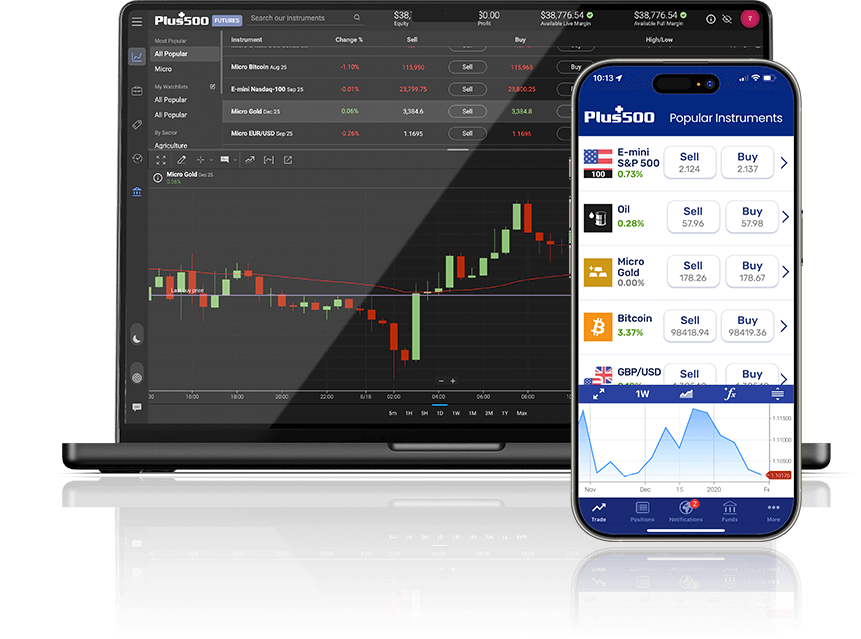 Plus500 FUTURES
Search our Instruments
$38,
Equity
$0.00
Profit
$38,776.54
Available Live Margin
$38,776.54
Available Full Margin
Most Popular
All Popular
Micro
My Watchlists
All Popular
All Popular
By Sector
Agriculture
Instrument Change % Sell Buy High/Low
Micro Bitcoin Aug 25 -1.10% 115,950 Sell 115,965 Buy
E-mini Nasdaq-100 Sep 25 -0.01% 23,799.75 Sell 23,800.25
Micro Gold Dec 25 0.06% 3,384.6 Sell 3,384.8
Micro EUR/USD Sep 25 -0.26% 1.1695 Sell 1.1695
Micro Gold Dec 25
0.06%
Last buy price
16:00 18:00 20:00 22:00 8/18 02:00 04:00 06:00 08:00
5m 1H 5H 1D 1W 1M 3M 1Y Max
10:13
Plus500 Popular Instruments
E-mini
S&P 500
0.73%
100
Sell
2.124
Buy
2.137
Oil
0.28%
Sell
57.96
Buy
57.98
Micro
Gold
0.00%
Sell
178.26
Buy
178.67
Bitcoin
3.37%
Sell
98418.94
Buy
98419.36
GBP/USD
Sell
Buy
1W
fx
1.11500
1.11000
1.10500
1.10176
Nov Dec 15 2020 Fe
2
Trade Positions Notifications Funds More